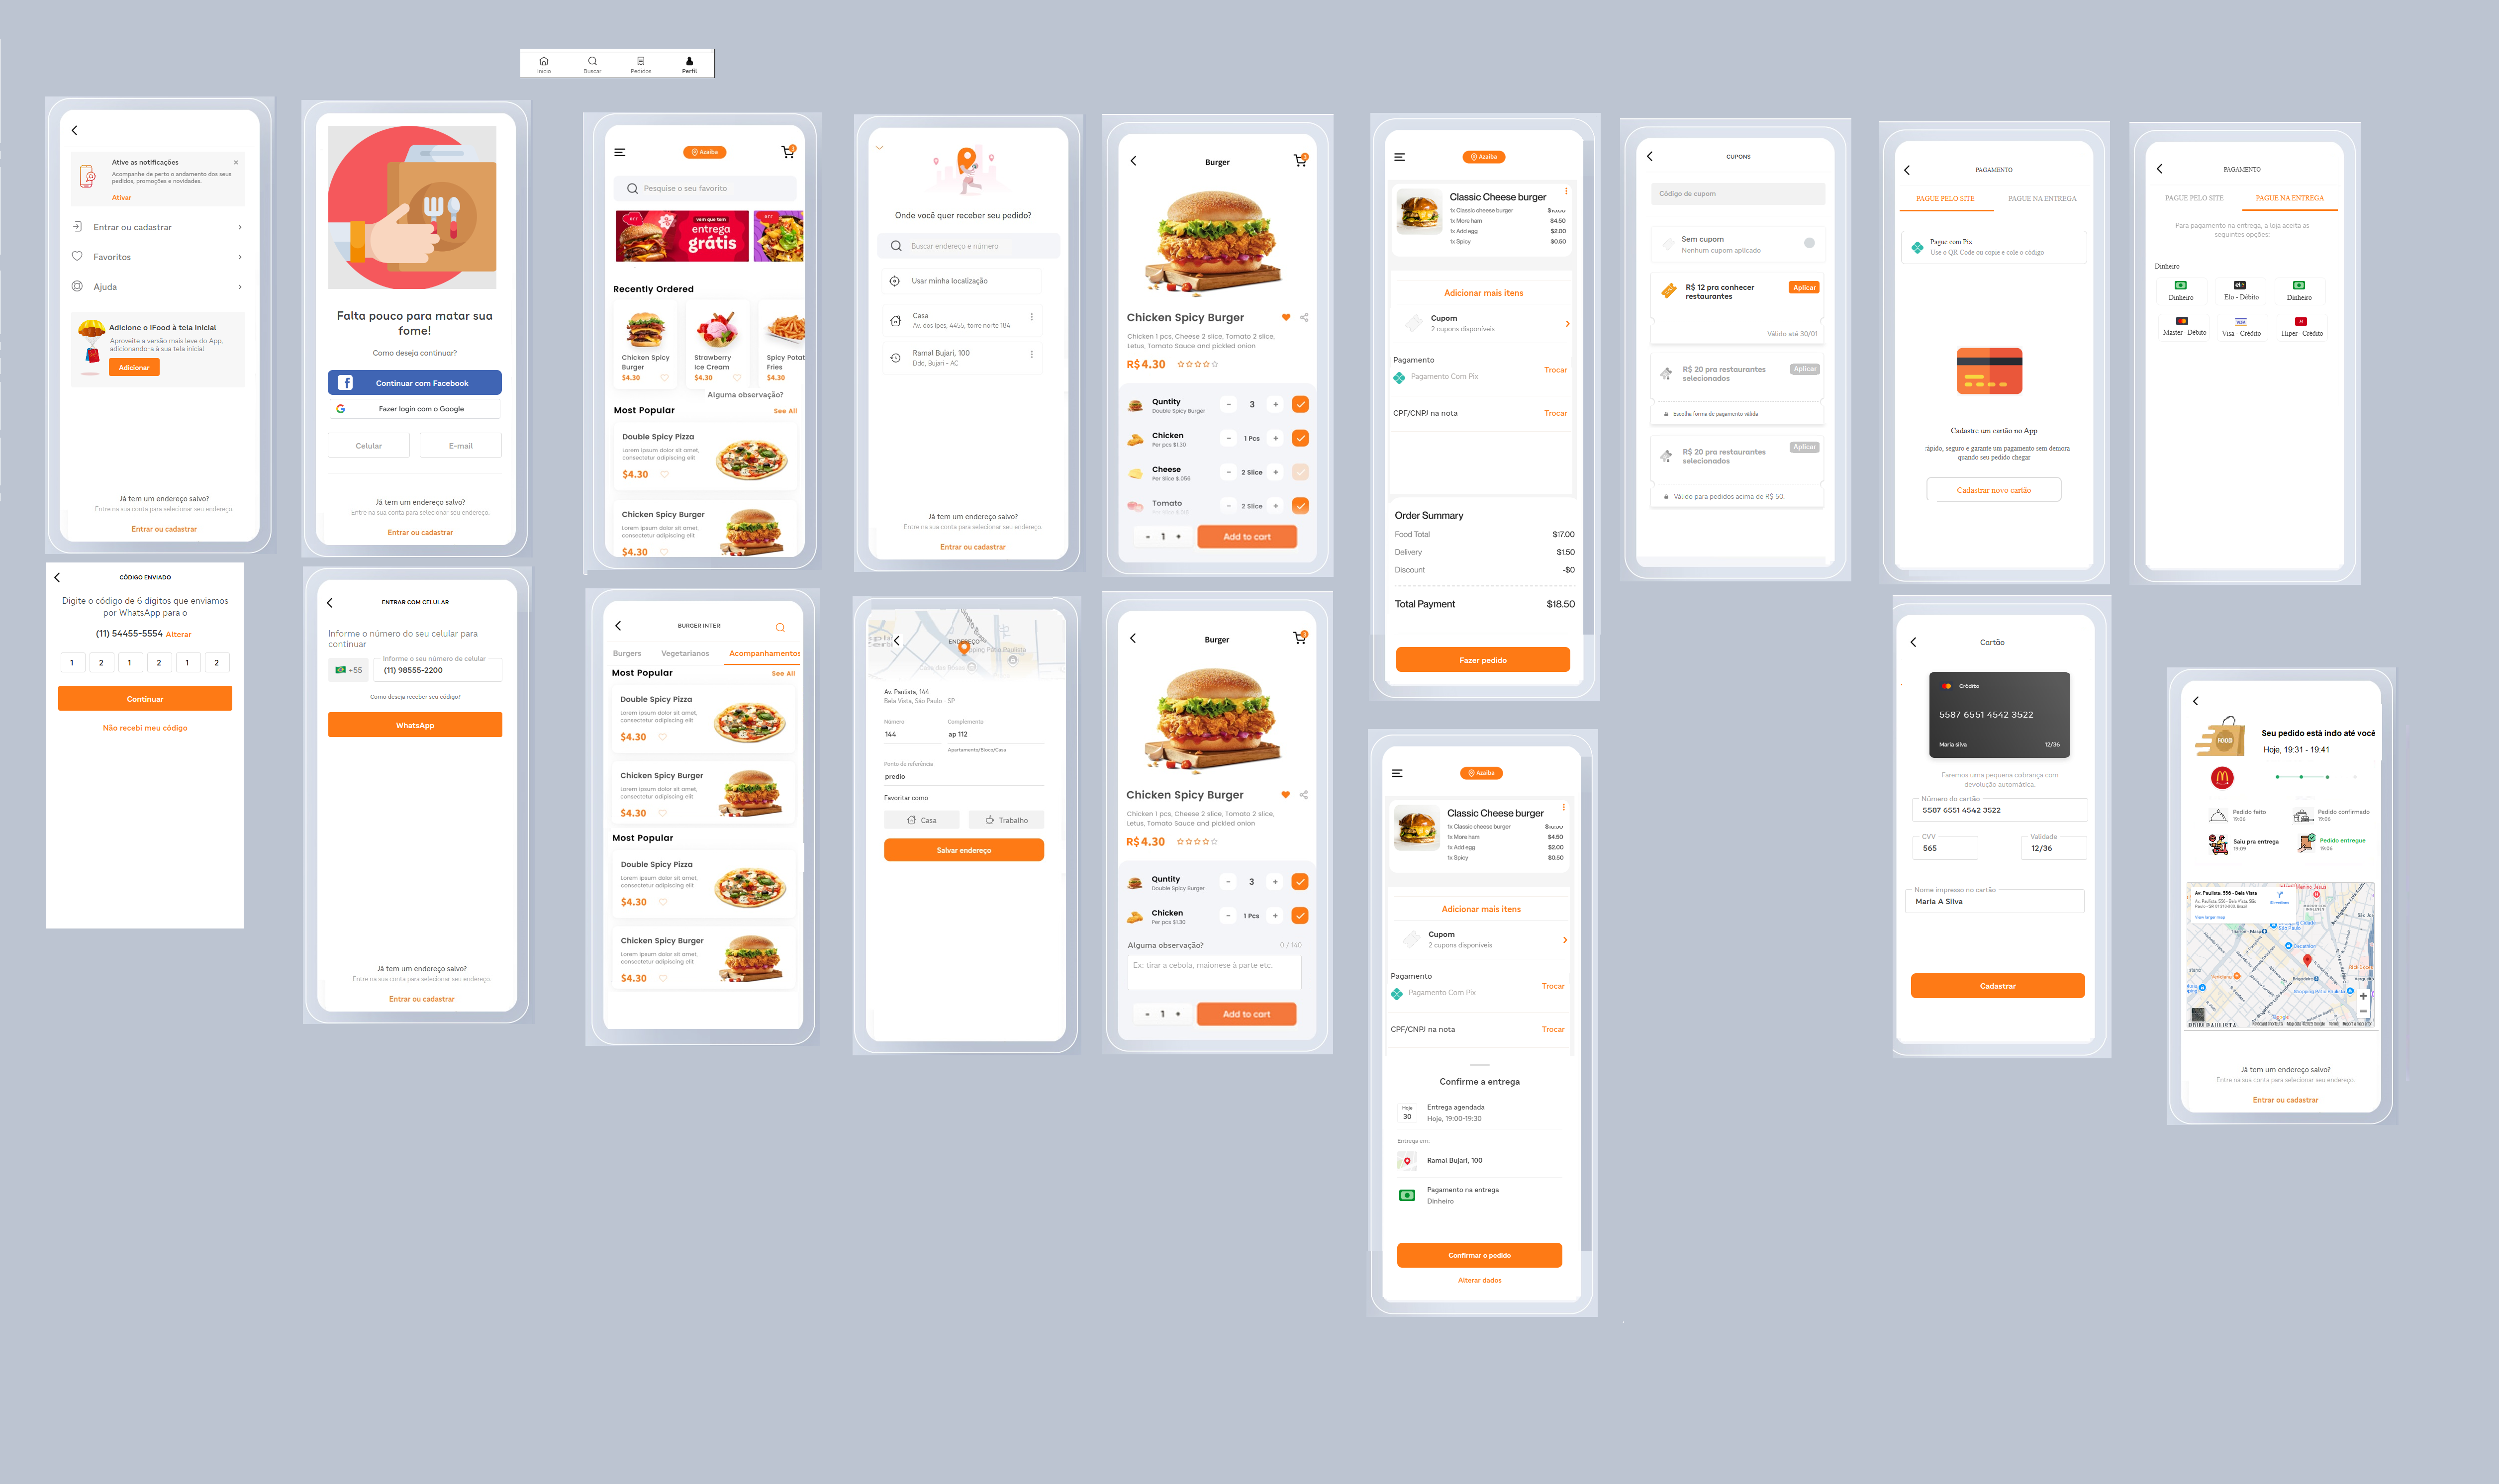 Inicio
Buscar
Pedidos
Perfil
Ative as notificações
Acompanhe de perto o andamento dos seus
pedidos, promoções e novidades.
Ativar
Entrar ou cadastrar
Favoritos
Ajuda
Adicione o iFood à tela inicial
Aproveite a versão mais leve do App,
adicionando-a à sua tela inicial
Adicionar
Já tem um endereço salvo?
Entre na sua conta para selecionar seu endereço.
Entrar ou cadastrar
Falta pouco para matar sua
fome!
Como deseja continuar?
Continuar com Facebook
Fazer login com o Google
Celular
E-mail
Já tem um endereço salvo?
Entre na sua conta para selecionar seu endereço.
Entrar ou cadastrar
Azaiba
3
Pesquise o seu favorito
vem que tem
entrega
grátis
Recently Ordered
Chicken Spicy
Burger
$4.30
Strawberry
Ice Cream
$4.30
Spicy Potat
Fries
$4.30
Alguma observação?
Most Popular
See All
Double Spicy Pizza
Lorem ipsum dolor sit amet,
consectetur adipiscing elit
$4.30
Chicken Spicy Burger
Lorem ipsum dolor sit amet,
consectetur adipiscing elit
$4.30
Onde você quer receber seu pedido?
Buscar endereço e número
Usar minha localização
Casa
Av. dos Ipes, 4455, torre norte 184
Ramal Bujari, 100
Ddd, Bujari - AC
Já tem um endereço salvo?
Entre na sua conta para selecionar seu endereço.
Entrar ou cadastrar
Burger
3
Chicken Spicy Burger
Chicken 1 pcs, Cheese 2 slice, Tomato 2 slice,
Letus, Tomato Sauce and pickled onion
R$4.30
Quntity
Double Spicy Burger
- 3 +
Chicken
Per pcs $1.30
- 1 Pcs +
Cheese
Per Slice $.056
- 2 Slice +
Tomato
- 2 Slice +
- 1 +
Add to cart
Azaiba
Classic Cheese burger
1x Classic cheese burger
$10.00
1x More ham
$4.50
1x Add egg
$2.00
1x Spicy
$0.50
Adicionar mais itens
Cupom
2 cupons disponíveis
Pagamento
Pagamento Com Pix
Trocar
CPF/CNPJ na nota
Trocar
Order Summary
Food Total
$17.00
Delivery
$1.50
Discount
-$0
Total Payment
$18.50
Fazer pedido
CUPONS
Código de cupom
Sem cupom
Nenhum cupom aplicado
R$ 12 pra conhecer
restaurantes
Aplicar
Válido até 30/01
R$ 20 pra restaurantes
selecionados
Aplicar
Escolha forma de pagamento válida
R$ 20 pra restaurantes
selecionados
Aplicar
Válido para pedidos acima de R$ 50.
PAGAMENTO
PAGUE PELO SITE
PAGUE NA ENTREGA
Pague com Pix
Use o QR Code ou copie e cole o código
Cadastre um cartão no App
rápido, seguro e garante um pagamento sem demora
quando seu pedido chegar
Cadastrar novo cartão
PAGAMENTO
PAGUE PELO SITE
PAGUE NA ENTREGA
Para pagamento na entrega, a loja aceita as
seguintes opções:
Dinheiro
Dinheiro
Elo - Débito
Dinheiro
Master - Débito
Visa - Crédito
Hiper - Crédito
CÓDIGO ENVIADO
Digite o código de 6 dígitos que enviamos
por WhatsApp para o
(11) 54455-5554 Alterar
1 2 1 2 1 2
Continuar
Não recebi meu código
ENTRAR COM CELULAR
Informe o número do seu celular para
continuar
+55
Informe o seu número de celular
(11) 98555-2200
Como deseja receber seu código?
WhatsApp
Já tem um endereço salvo?
Entre na sua conta para selecionar seu endereço.
Entrar ou cadastrar
BURGER INTER
Burgers
Vegetarianos
Acompanhamentos
Most Popular
See All
Double Spicy Pizza
Lorem ipsum dolor sit amet,
consectetur adipiscing elit
$4.30
Chicken Spicy Burger
Lorem ipsum dolor sit amet,
consectetur adipiscing elit
$4.30
Most Popular
Double Spicy Pizza
Lorem ipsum dolor sit amet,
consectetur adipiscing elit
$4.30
Chicken Spicy Burger
Lorem ipsum dolor sit amet,
consectetur adipiscing elit
$4.30
ENDEREÇO
Av. Paulista, 144
Bela Vista, São Paulo - SP
Número
144
Complemento
ap 112
Apartamento/Bloco/Casa
Ponto de referência
predio
Favoritar como
Casa
Trabalho
Salvar endereço
Burger
3
Chicken Spicy Burger
Chicken 1 pcs, Cheese 2 slice, Tomato 2 slice,
Letus, Tomato Sauce and pickled onion
R$4.30
Quntity
Double Spicy Burger
- 3 +
Chicken
Per pcs $1.30
- 1 Pcs +
Alguma observação?
0 / 140
Ex: tirar a cebola, maionese à parte etc.
- 1 +
Add to cart
Azaiba
Classic Cheese burger
1x Classic cheese burger
$10.00
1x More ham
$4.50
1x Add egg
$2.00
1x Spicy
$0.50
Adicionar mais itens
Cupom
2 cupons disponíveis
Pagamento
Pagamento Com Pix
Trocar
CPF/CNPJ na nota
Trocar
Confirme a entrega
Hoje
30
Entrega agendada
Hoje, 19:00-19:30
Entrega em:
Ramal Bujari, 100
Pagamento na entrega
Dinheiro
Confirmar o pedido
Alterar dados
Cartão
Crédito
5587 6551 4542 3522
Maria silva
12/36
Faremos uma pequena cobrança com
devolução automatica.
Número do cartão
5587 6551 4542 3522
CVV
565
Validade
12/36
Nome impresso no cartão
Maria A Silva
Cadastrar
FOOD
Seu pedido está indo até você
Hoje, 19:31 - 19:41
Pedido feito
19:06
Pedido confirmado
19:06
Saiu pra entrega
19:09
Pedido entregue
19:06
Av. Paulista, 556 - Bela Vista
Av. Paulista, 556 - Bela Vista, São
Directions
View larger map
Já tem um endereço salvo?
Entre na sua conta para selecionar seu endereço.
Entrar ou cadastrar